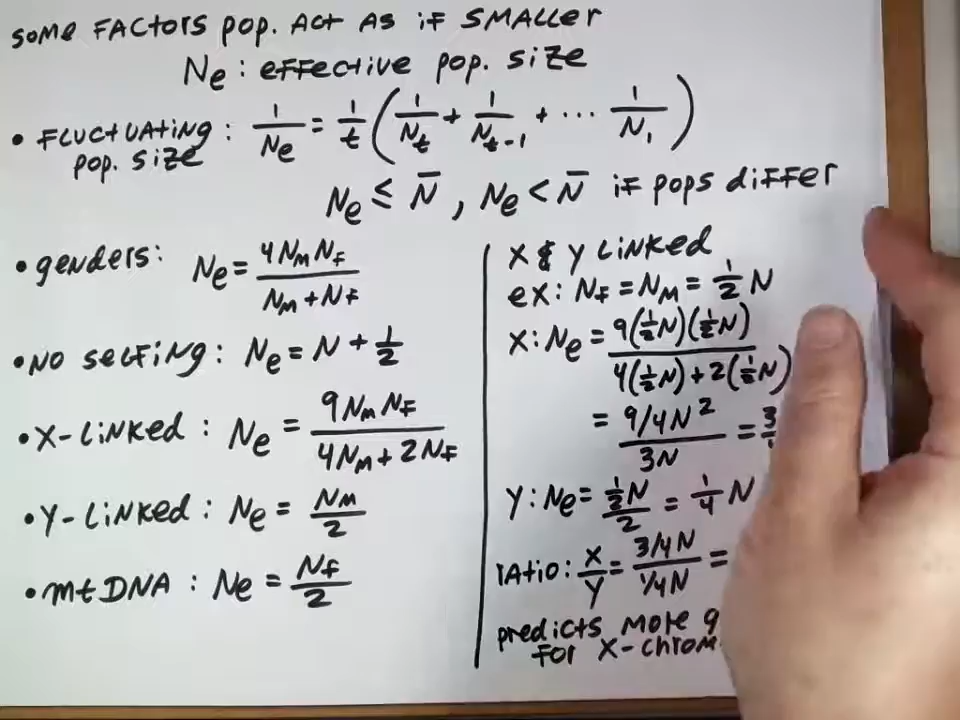 SOME FACTORS POP. ACT AS IF SMALLER
Ne : effective pop. size
• FLUCTUATING pop. size : 1/Ne = 1/t ( 1/Nt + 1/Nt-1 + ... 1/N1 )
Ne ≤ N̄ , Ne < N̄ if pops differ
• genders: Ne = 4NmNf / Nm + Nf
• NO selfing : Ne = N + 1/2
• X-Linked : Ne = 9NmNf / 4Nm + 2Nf
• Y-Linked : Ne = Nm / 2
• mtDNA : Ne = Nf / 2
X & Y LINKED
ex: NF = NM = 1/2 N
X: Ne = 9(1/2N)(1/2N) / 4(1/2N) + 2(1/2N)
= 9/4N² / 3N =
Y: Ne = 1/2N / 2 = 1/4 N
ratio: X/Y = 3/4N / 1/4N =
predicts more
for X-chrom